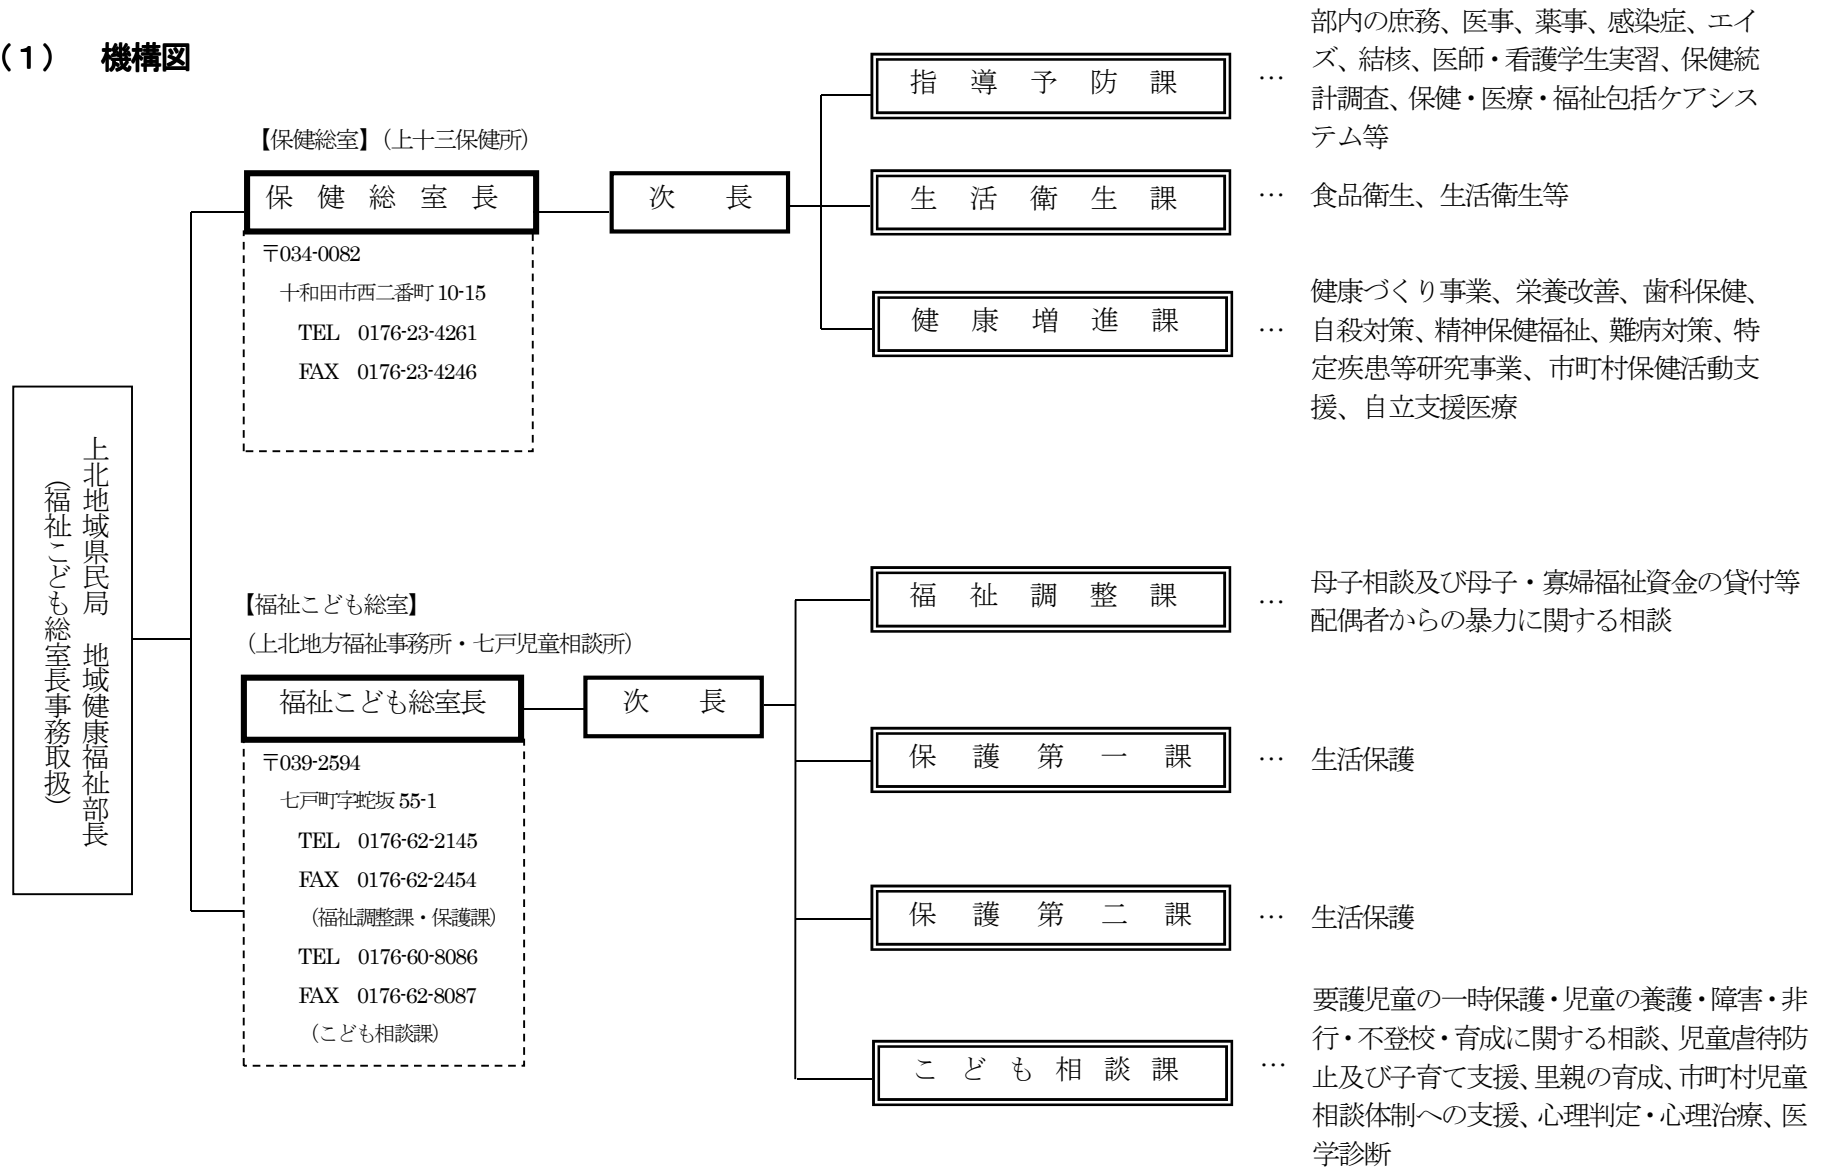 （１）　機構図
上北地域県民局　地域健康福祉部長
（福祉こども総室長事務取扱）
【保健総室】（上十三保健所）
保健総室長
〒034-0082
十和田市西二番町 10-15
TEL　0176-23-4261
FAX　0176-23-4246
次　長
指導予防課
…
部内の庶務、医事、薬事、感染症、エイ
ズ、結核、医師・看護学生実習、保健統
計調査、保健・医療・福祉包括ケアシス
テム等
生活衛生課
…
食品衛生、生活衛生等
健康増進課
…
健康づくり事業、栄養改善、歯科保健、
自殺対策、精神保健福祉、難病対策、特
定疾患等研究事業、市町村保健活動支
援、自立支援医療
【福祉こども総室】
（上北地方福祉事務所・七戸児童相談所）
福祉こども総室長
〒039-2594
七戸町字蛇坂 55-1
TEL　0176-62-2145
FAX　0176-62-2454
（福祉調整課・保護課）
TEL　0176-60-8086
FAX　0176-62-8087
（こども相談課）
次　長
福祉調整課
…
母子相談及び母子・寡婦福祉資金の貸付等
配偶者からの暴力に関する相談
保護第一課
…
生活保護
保護第二課
…
生活保護
こども相談課
…
要護児童の一時保護・児童の養護・障害・非
行・不登校・育成に関する相談、児童虐待防
止及び子育て支援、里親の育成、市町村児童
相談体制への支援、心理判定・心理治療、医
学診断